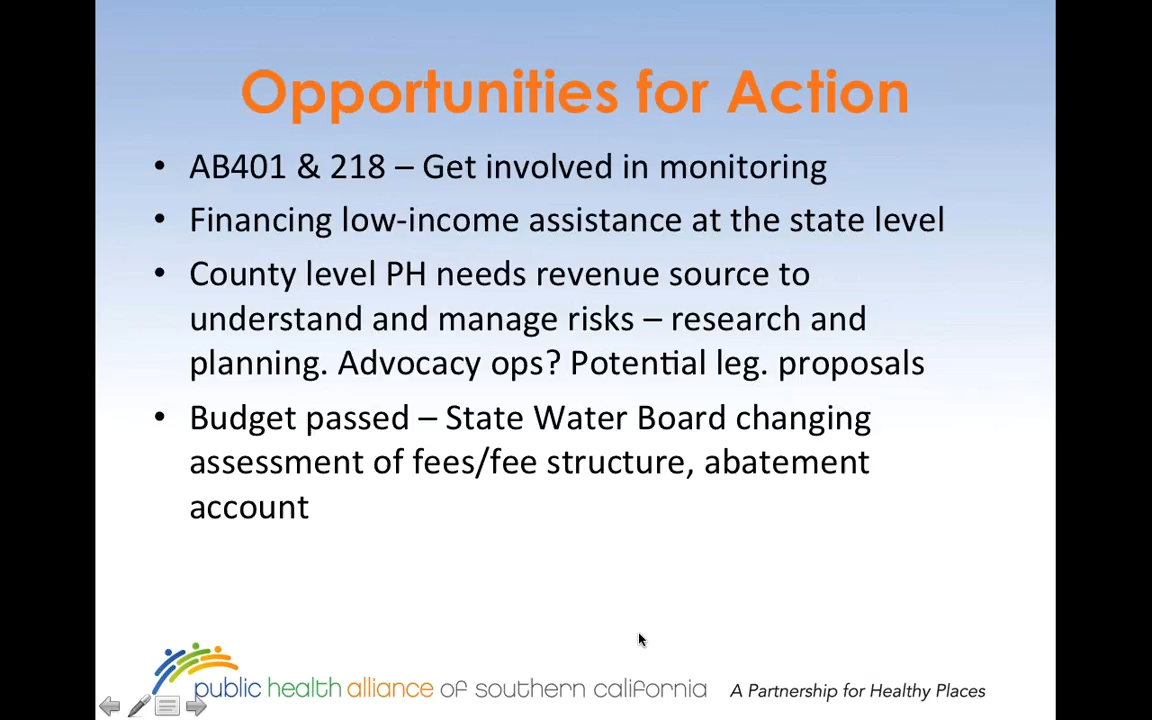 Opportunities for Action
• AB401 & 218 – Get involved in monitoring
• Financing low-income assistance at the state level
• County level PH needs revenue source to
understand and manage risks – research and
planning. Advocacy ops? Potential leg. proposals
• Budget passed – State Water Board changing
assessment of fees/fee structure, abatement
account
public health alliance of southern california A Partnership for Healthy Places